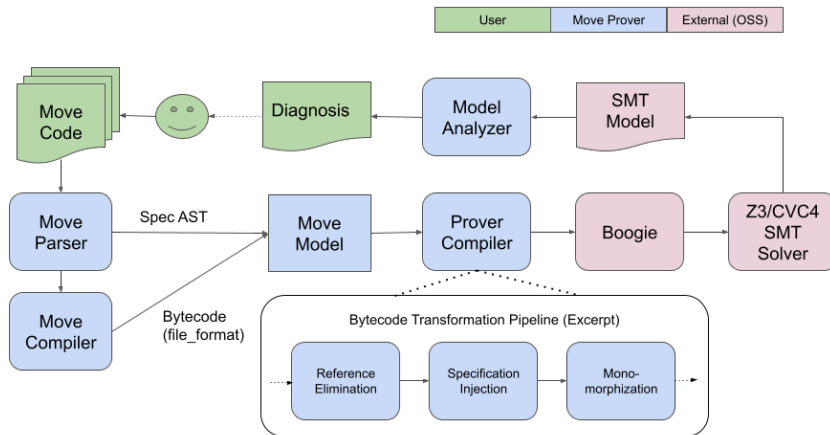 User
Move Prover
External (OSS)
Move
Code
Diagnosis
Model
Analyzer
SMT
Model
Move
Parser
Spec AST
Move
Model
Prover
Compiler
Boogie
Z3/CVC4
SMT
Solver
Move
Compiler
Bytecode
(file_format)
Bytecode Transformation Pipeline (Excerpt)
Reference
Elimination
Specification
Injection
Mono-
morphization